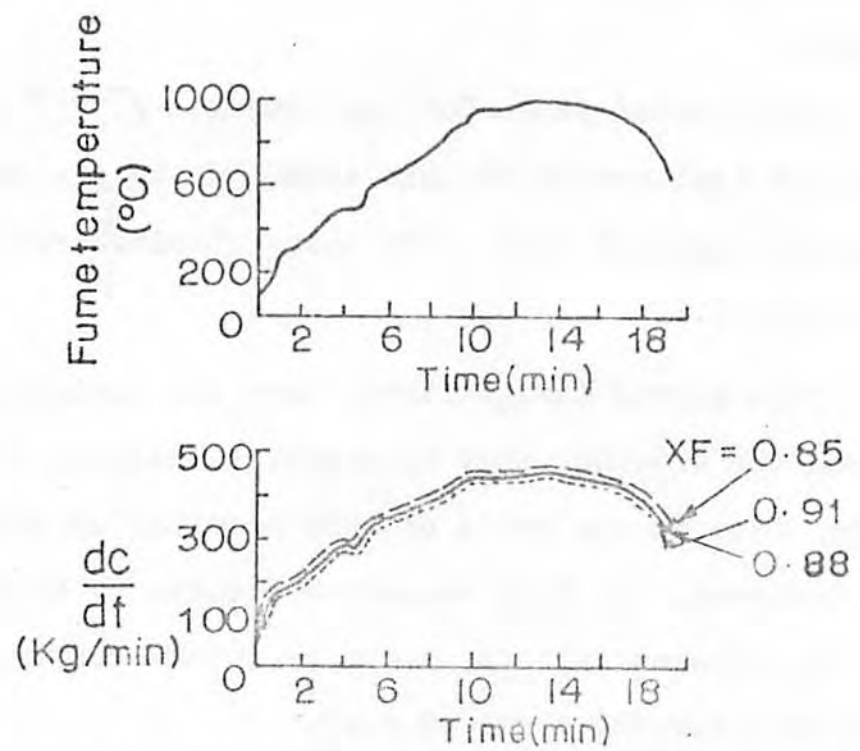 Fume temperature
(°C)
1000
600
200
0
2 6 10 14 18
Time(min)
500
300
100
0
dc
dt
(Kg/min)
2 6 10 14 18
Time(min)
XF = 0.85
0.91
0.88